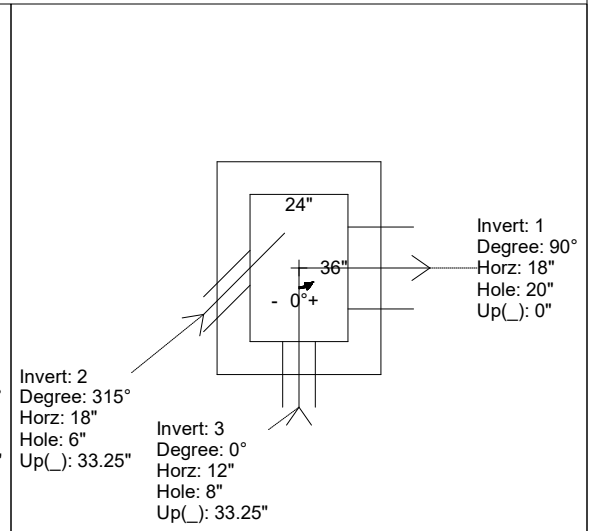 24"
36"
- 0°+
Invert: 1
Degree: 90°
Horz: 18"
Hole: 20"
Up(_): 0"
Invert: 2
Degree: 315°
Horz: 18"
Hole: 6"
Up(_): 33.25"
Invert: 3
Degree: 0°
Horz: 12"
Hole: 8"
Up(_): 33.25"